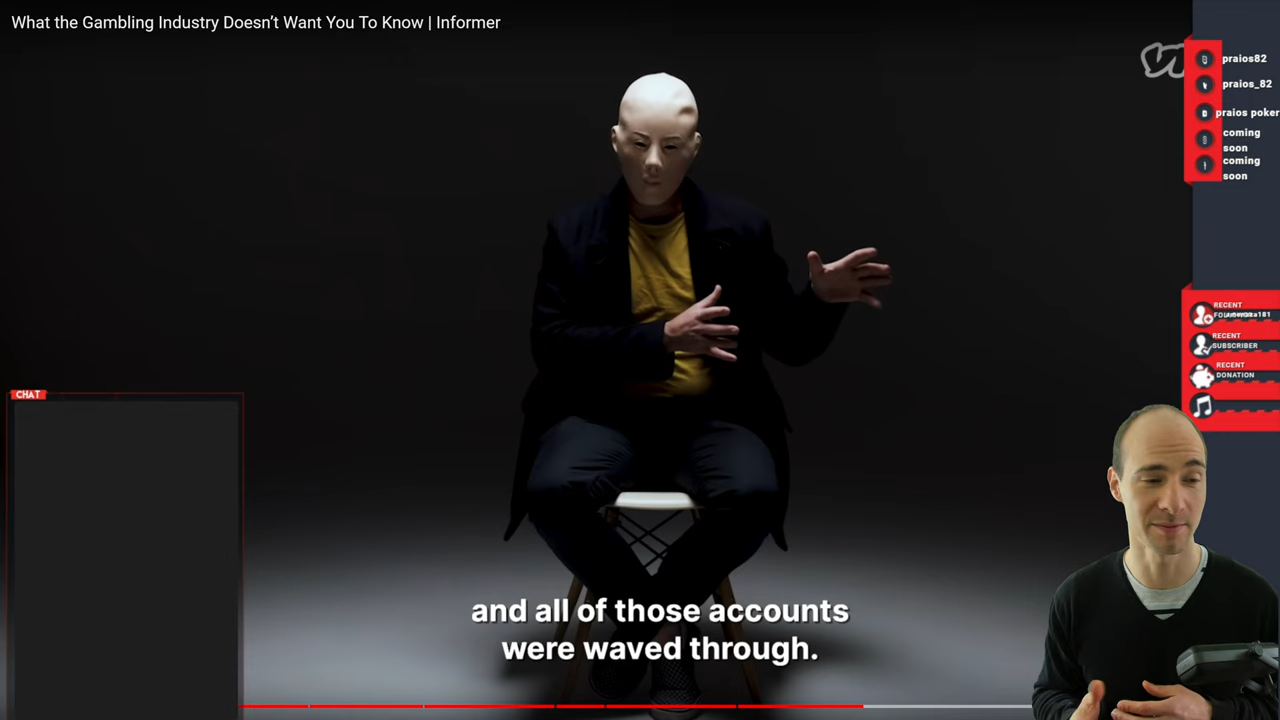 What the Gambling Industry Doesn’t Want You To Know | Informer
praios82
praios_82
praios poker
coming
soon
coming
soon
RECENT
RECENT
SUBSCRIBER
RECENT
DONATION
CHAT
and all of those accounts
were waved through.